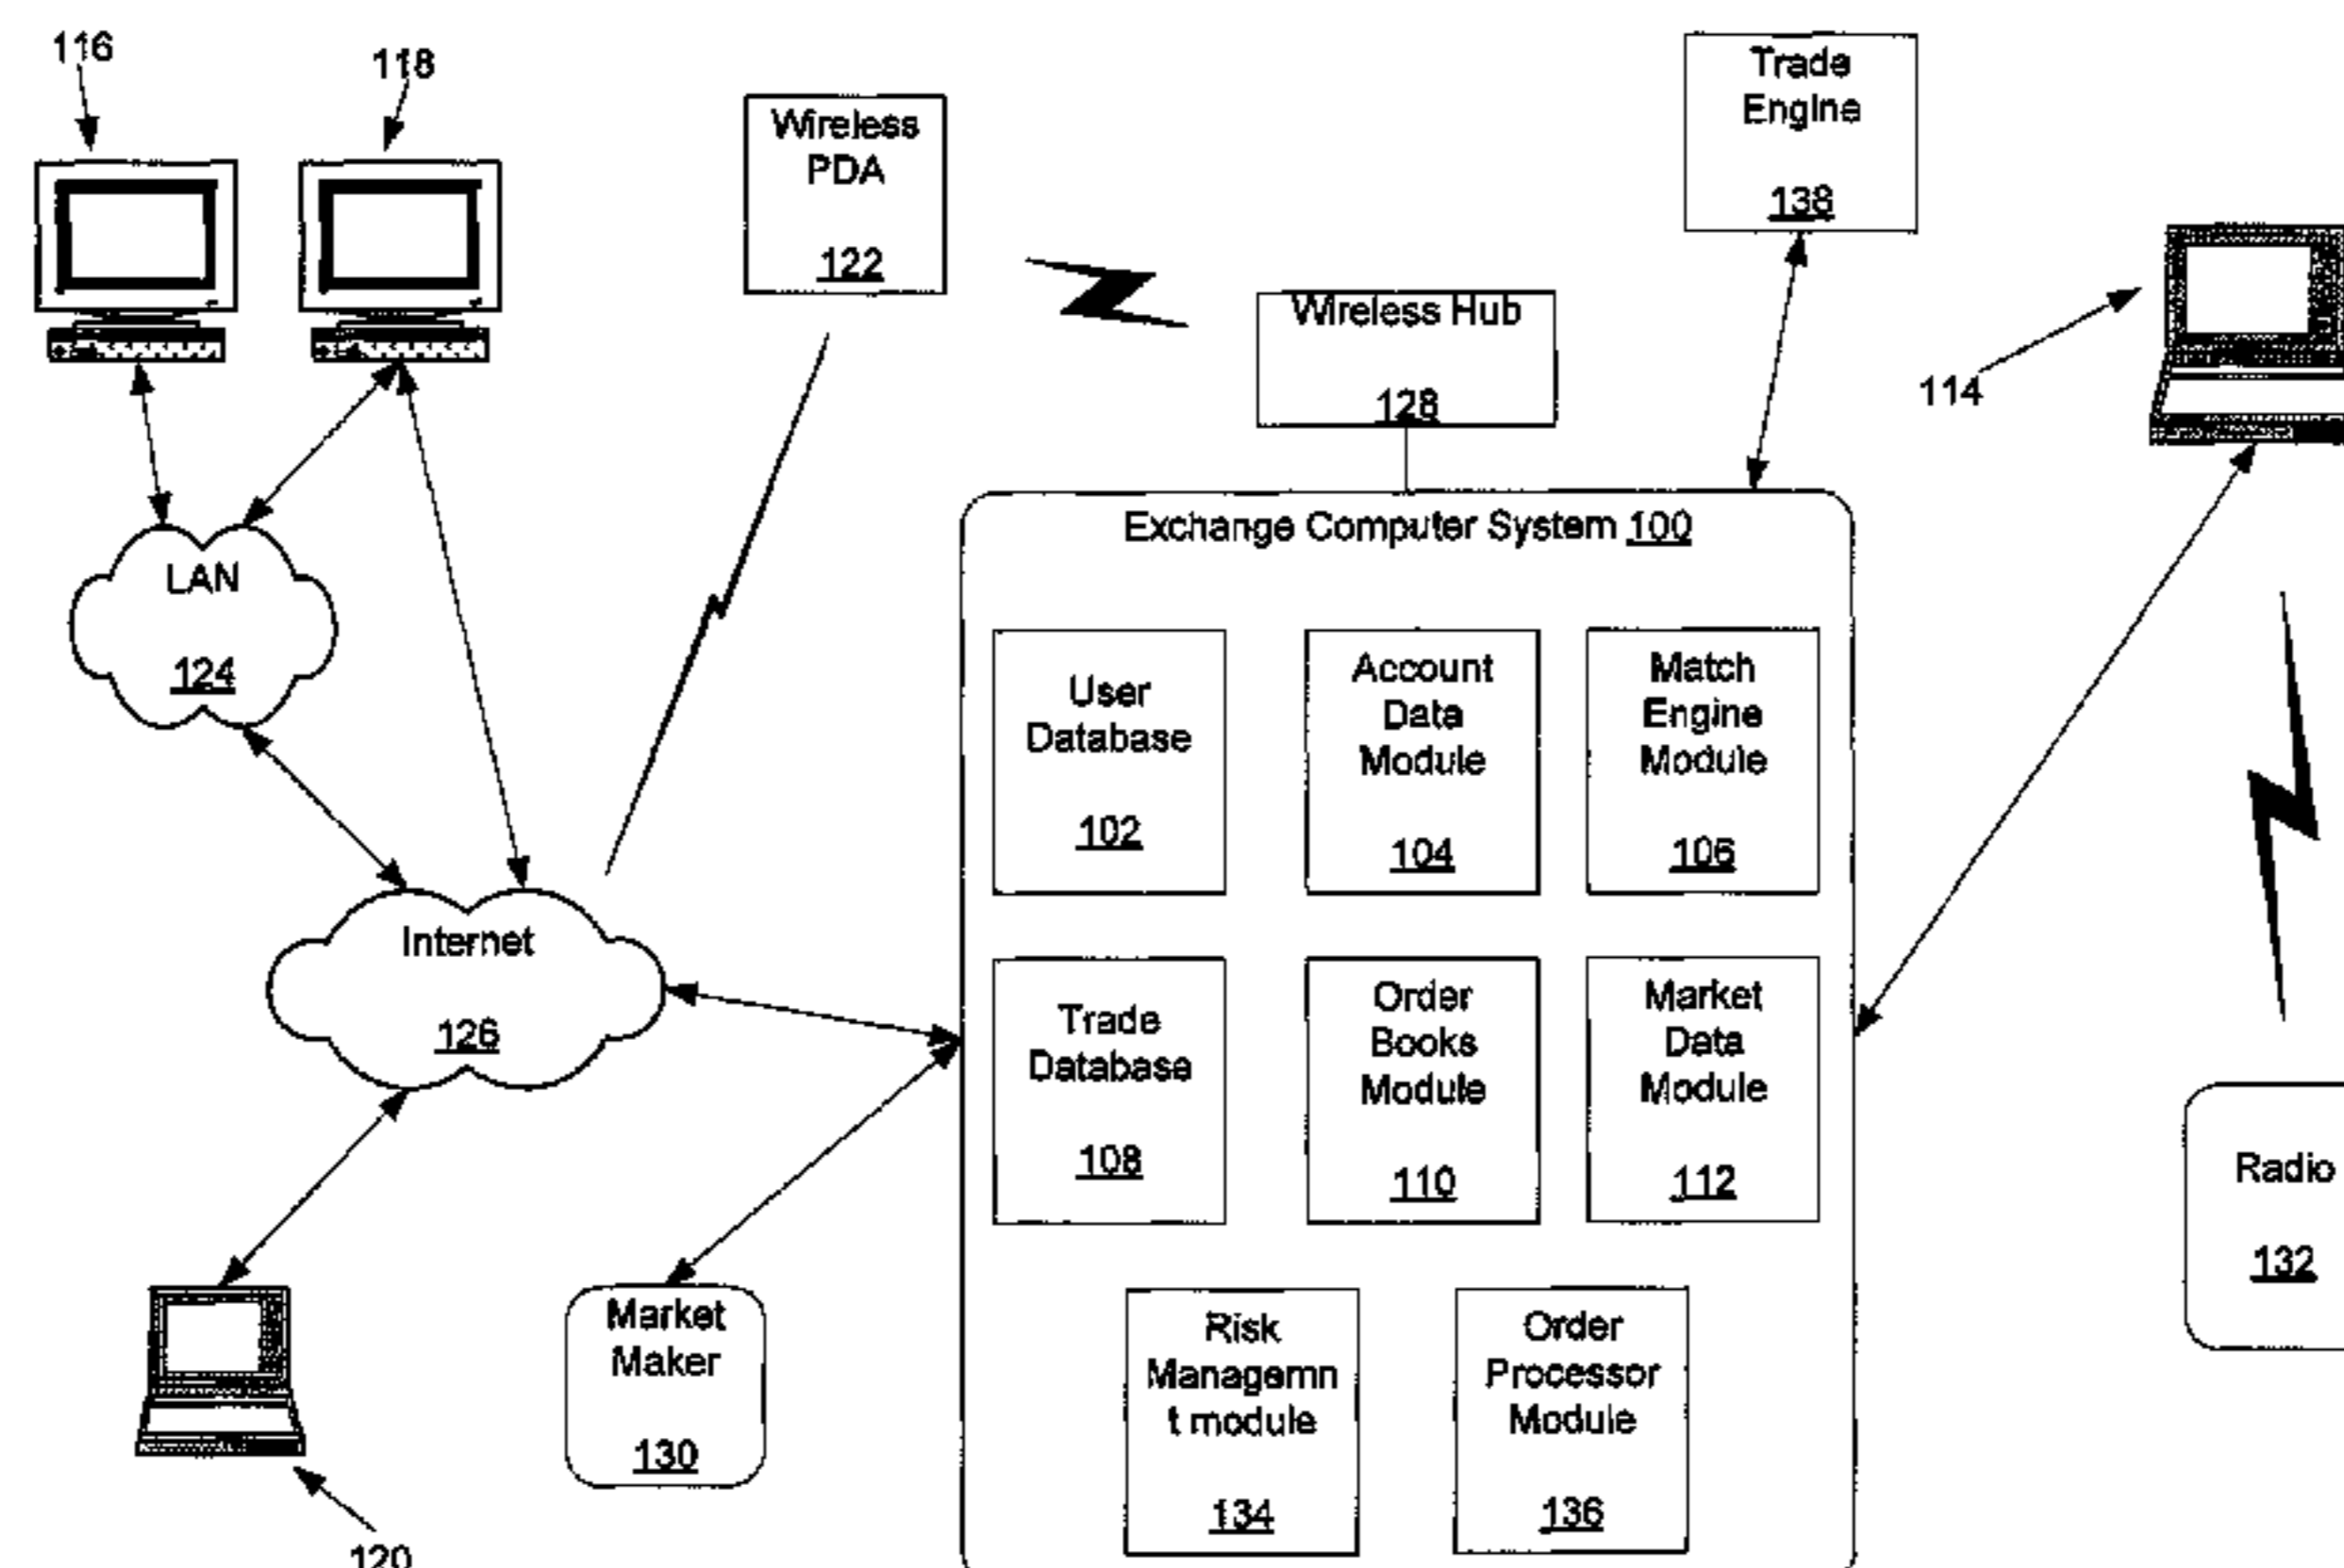 116
118
Wireless
PDA
122
Trade
Engine
138
Wireless Hub
128
114
Exchange Computer System 100
LAN
124
User
Database
102
Account
Data
Module
104
Match
Engine
Module
106
Internet
126
Trade
Database
108
Order
Books
Module
110
Market
Data
Module
112
Radio
132
Market
Maker
130
Risk
Managemn
t module
134
Order
Processor
Module
136
120